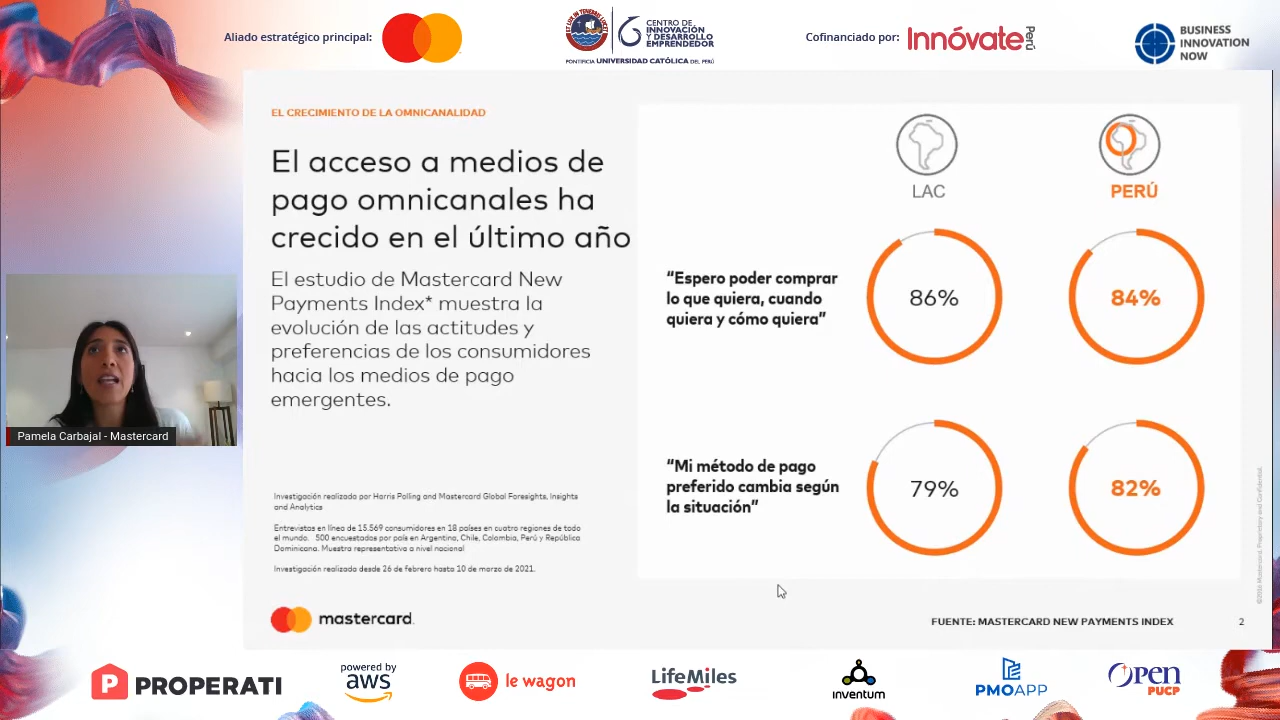 Aliado estratégico principal:
CENTRO DE
INNOVACIÓN
Y DESARROLLO
EMPRENDEDOR
PONTIFICIA UNIVERSIDAD CATÓLICA DEL PERÚ
Cofinanciado por:
Innóvate Perú
BUSINESS
INNOVATION
NOW
EL CRECIMIENTO DE LA OMNICANALIDAD
El acceso a medios de
pago omnicanales ha
crecido en el último año
El estudio de Mastercard New
Payments Index* muestra la
evolución de las actitudes y
preferencias de los consumidores
hacia los medios de pago
emergentes.
Investigación realizada por Harris Polling and Mastercard Global Foresights, Insights
and Analytics
Entrevistas en línea de 15.569 consumidores en 18 países en cuatro regiones de todo
el mundo. 500 encuestados por país en Argentina, Chile, Colombia, Perú y República
Dominicana. Muestra representativa a nivel nacional
Investigación realizada desde 26 de febrero hasta 10 de marzo de 2021.
mastercard.
LAC
PERÚ
“Espero poder comprar
lo que quiera, cuando
quiera y cómo quiera”
86%
84%
“Mi método de pago
preferido cambia según
la situación”
79%
82%
FUENTE: MASTERCARD NEW PAYMENTS INDEX
2
Pamela Carbajal - Mastercard
PROPERATI
powered by
aws
le wagon
LifeMiles
INVENTUM
PMOAPP
OPEN
PUCP